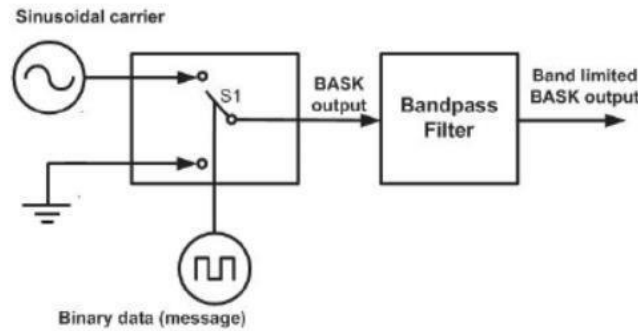 Sinusoidal carrier
S1
BASK
output
Bandpass
Filter
Band limited
BASK output
Binary data (message)